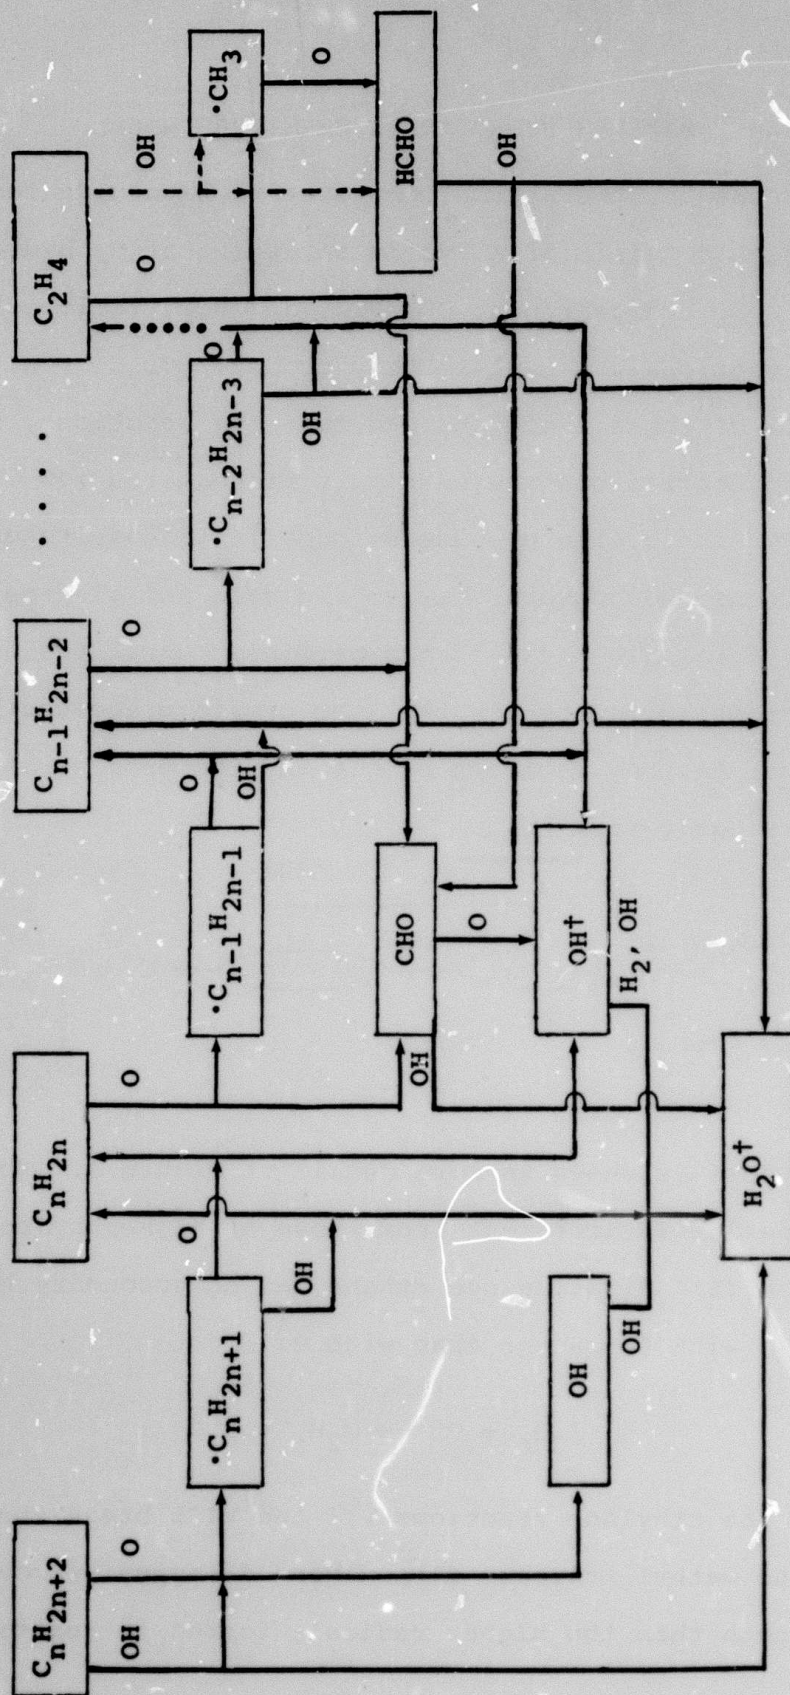 CₙH₂ₙ₊₂
CₙH₂ₙ
Cₙ₋₁H₂ₙ₋₂
. . . .
C₂H₄
OH
O
O
O
O
OH
·CₙH₂ₙ₊₁
O
OH
·Cₙ₋₁H₂ₙ₋₁
O
OH
·Cₙ₋₂H₂ₙ₋₃
O
OH
·CH₃
O
CHO
OH
O
HCHO
OH
OH
OH
OH†
H₂, OH
H₂O†